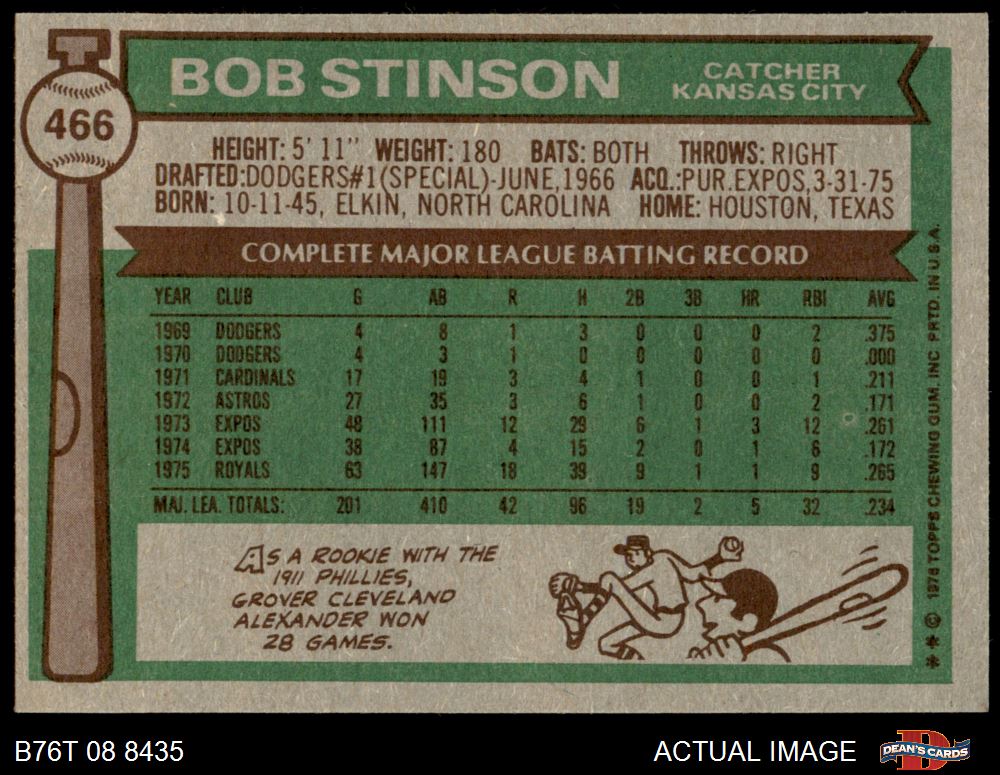 T
466
BOB STINSON
CATCHER
KANSAS CITY
HEIGHT: 5' 11" WEIGHT: 180 BATS: BOTH THROWS: RIGHT
DRAFTED: DODGERS #1 (SPECIAL)-JUNE, 1966 ACQ.: PUR. EXPOS, 3-31-75
BORN: 10-11-45, ELKIN, NORTH CAROLINA HOME: HOUSTON, TEXAS
COMPLETE MAJOR LEAGUE BATTING RECORD
YEAR CLUB G AB R H 2B 3B HR RBI AVG
1969 DODGERS 4 8 1 3 0 0 0 2 .375
1970 DODGERS 4 3 1 0 0 0 0 0 .000
1971 CARDINALS 17 19 3 4 1 0 0 1 .211
1972 ASTROS 27 35 3 6 1 0 0 2 .171
1973 EXPOS 48 111 12 29 6 1 3 12 .261
1974 EXPOS 38 87 4 15 2 0 1 6 .172
1975 ROYALS 63 147 18 39 9 1 1 9 .265
MAJ. LEA. TOTALS: 201 410 42 96 19 2 5 32 .234
AS A ROOKIE WITH THE
1911 PHILLIES,
GROVER CLEVELAND
ALEXANDER WON
28 GAMES.
** © 1976 TOPPS CHEWING GUM, INC. PRTD. IN U.S.A.
B76T 08 8435
ACTUAL IMAGE
D
DEAN'S CARDS